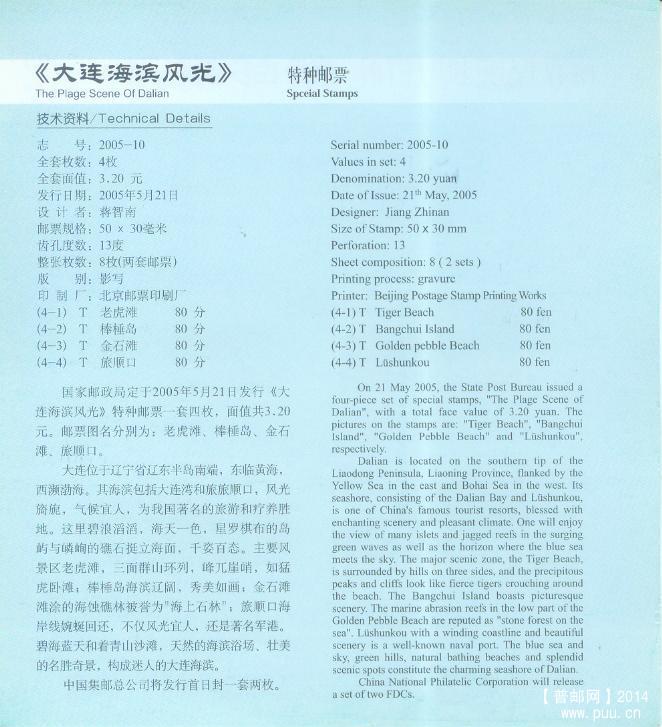 《大连海滨风光》 特种邮票
The Plage Scene Of Dalian Spceial Stamps
技术资料/Technical Details
志 号：2005-10
全套枚数：4枚
全套面值：3.20 元
发行日期：2005年5月21日
设 计 者：蒋智南
邮票规格：50 × 30毫米
齿孔度数：13度
整张枚数：8枚(两套邮票)
版 别：影写
印 制 厂：北京邮票印刷厂
(4-1) T 老虎滩 80 分
(4-2) T 棒棰岛 80 分
(4-3) T 金石滩 80 分
(4-4) T 旅顺口 80 分
国家邮政局定于2005年5月21日发行《大
连海滨风光》特种邮票一套四枚，面值共3.20
元。邮票图名分别为：老虎滩、棒棰岛、金石
滩、旅顺口。
大连位于辽宁省辽东半岛南端，东临黄海，
西濒渤海。其海滨包括大连湾和旅旅顺口，风光
旖旎，气候宜人，为我国著名的旅游和疗养胜
地。这里碧浪滔滔，海天一色，星罗棋布的岛
屿与嶙峋的礁石挺立海面，千姿百态。主要风
景区老虎滩，三面群山环列，峰兀崖峭，如猛
虎卧滩；棒棰岛海滨辽阔，秀美如画；金石滩
滩涂的海蚀礁林被誉为"海上石林"；旅顺口海
岸线婉蜒回还，不仅风光宜人，还是著名军港。
碧海蓝天和着青山沙滩，天然的海滨浴场、壮美
的名胜奇景，构成迷人的大连海滨。
中国集邮总公司将发行首日封一套两枚。
Serial number: 2005-10
Values in set: 4
Denomination: 3.20 yuan
Date of Issue: 21th May, 2005
Designer: Jiang Zhinan
Size of Stamp: 50 x 30 mm
Perforation: 13
Sheet composition: 8 ( 2 sets )
Printing process: gravure
Printer: Beijing Postage Stamp Printing Works
(4-1) T Tiger Beach 80 fen
(4-2) T Bangchui Island 80 fen
(4-3) T Golden pebble Beach 80 fen
(4-4) T Lüshunkou 80 fen
On 21 May 2005, the State Post Bureau issued a
four-piece set of special stamps, "The Plage Scene of
Dalian", with a total face value of 3.20 yuan. The
pictures on the stamps are: "Tiger Beach", "Bangchui
Island", "Golden Pebble Beach" and "Lüshunkou",
respectively.
Dalian is located on the southern tip of the
Liaodong Peninsula, Liaoning Province, flanked by the
Yellow Sea in the east and Bohai Sea in the west. Its
seashore, consisting of the Dalian Bay and Lüshunkou,
is one of China's famous tourist resorts, blessed with
enchanting scenery and pleasant climate. One will enjoy
the view of many islets and jagged reefs in the surging
green waves as well as the horizon where the blue sea
meets the sky. The major scenic zone, the Tiger Beach,
is surrounded by hills on three sides, and the precipitous
peaks and cliffs look like fierce tigers crouching around
the beach. The Bangchui Island boasts picturesque
scenery. The marine abrasion reefs in the low part of the
Golden Pebble Beach are reputed as "stone forest on the
sea". Lüshunkou with a winding coastline and beautiful
scenery is a well-known naval port. The blue sea and
sky, green hills, natural bathing beaches and splendid
scenic spots constitute the charming seashore of Dalian.
China National Philatelic Corporation will release
a set of two FDCs.
【普邮网】2014
www.puu.cn